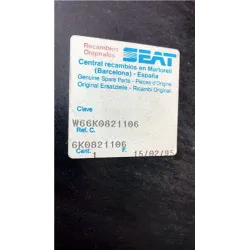 Recambios
Originales
SEAT
Central recambios en Martorell
(Barcelona) - España
Genuine Spare Parts - Pièces d'Origine
Original Ersatzteile - Ricambi Originali
Clave
W66K0821106
Ref. C.
6K0821106
Cant. F.
1 15/02/95